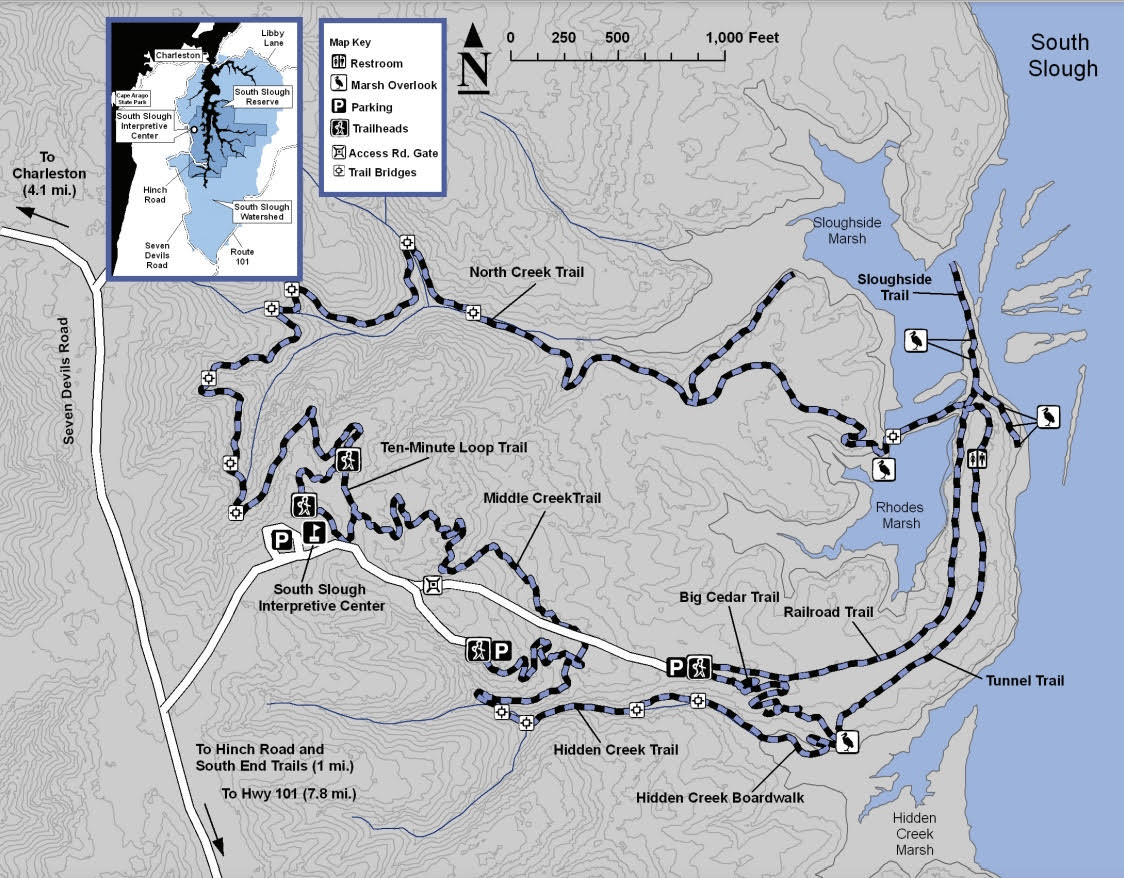 Libby
Lane
Charleston
Cape Arago
State Park
South Slough
Reserve
South Slough
Interpretive
Center
Hinch
Road
South Slough
Watershed
Seven
Devils
Road
Route
101
Map Key
Restroom
Marsh Overlook
P Parking
Trailheads
Access Rd. Gate
Trail Bridges
N
0 250 500 1,000 Feet
South
Slough
To
Charleston
(4.1 mi.)
Sloughside
Marsh
North Creek Trail
Sloughside
Trail
Seven Devils Road
Ten-Minute Loop Trail
Middle CreekTrail
Rhodes
Marsh
P
South Slough
Interpretive Center
Big Cedar Trail
Railroad Trail
P
P
Tunnel Trail
To Hinch Road and
South End Trails (1 mi.)
Hidden Creek Trail
To Hwy 101 (7.8 mi.)
Hidden Creek Boardwalk
Hidden
Creek
Marsh